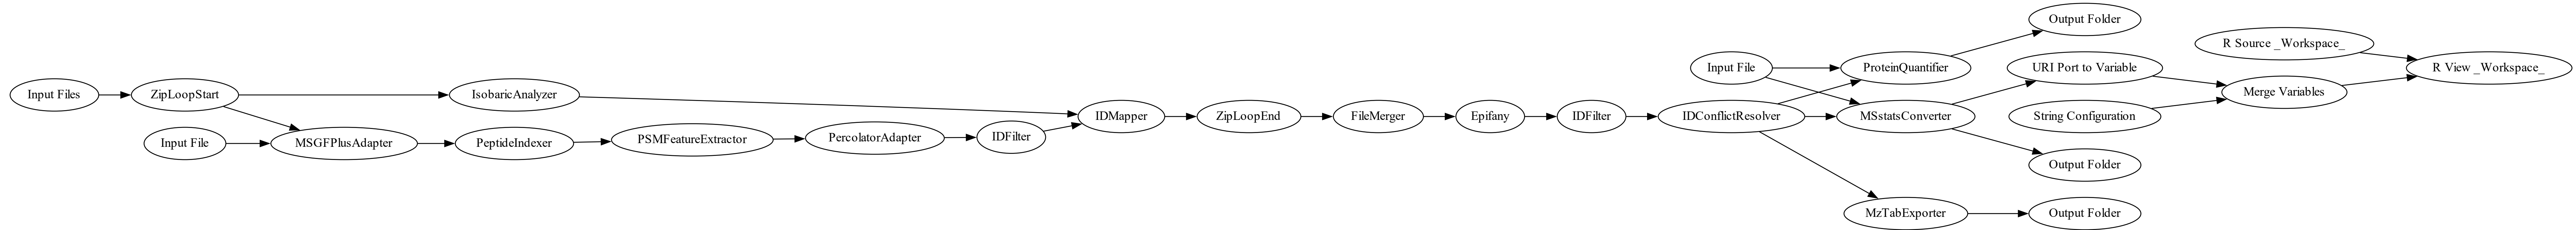 Input Files
ZipLoopStart
Input File
IsobaricAnalyzer
MSGFPlusAdapter
PeptideIndexer
PSMFeatureExtractor
PercolatorAdapter
IDFilter
IDMapper
ZipLoopEnd
FileMerger
Epifany
IDFilter
IDConflictResolver
Input File
ProteinQuantifier
MSstatsConverter
MzTabExporter
Output Folder
URI Port to Variable
String Configuration
Output Folder
Output Folder
R Source _Workspace_
Merge Variables
R View _Workspace_